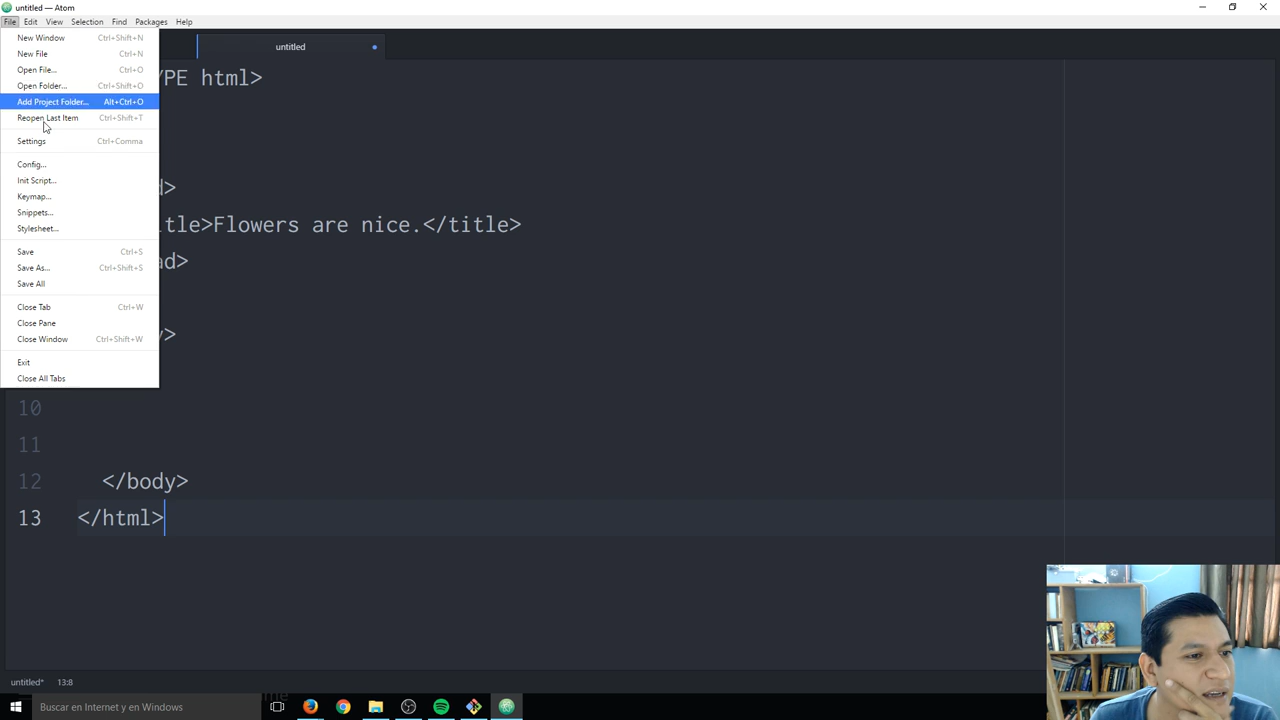 untitled — Atom
File Edit View Selection Find Packages Help
New Window Ctrl+Shift+N
New File Ctrl+N
Open File... Ctrl+O
Open Folder... Ctrl+Shift+O
Add Project Folder... Alt+Ctrl+O
Reopen Last Item Ctrl+Shift+T
Settings Ctrl+Comma
Config...
Init Script...
Keymap...
Snippets...
Stylesheet...
Save Ctrl+S
Save As... Ctrl+Shift+S
Save All
Close Tab Ctrl+W
Close Pane
Close Window Ctrl+Shift+W
Exit
Close All Tabs
untitled
PE html>
d>
tle>Flowers are nice.</title>
ad>
y>
10
11
12 </body>
13 </html>
untitled* 13:8
Buscar en Internet y en Windows